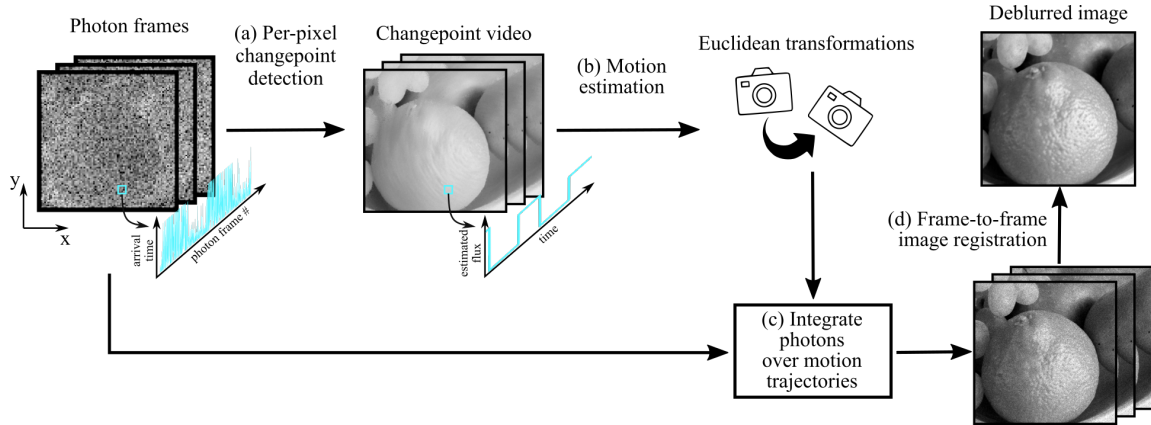 Photon frames
(a) Per-pixel
changepoint
detection
Changepoint video
(b) Motion
estimation
Euclidean transformations
Deblurred image
y
x
arrival
time
photon frame #
estimated
flux
time
(c) Integrate
photons
over motion
trajectories
(d) Frame-to-frame
image registration